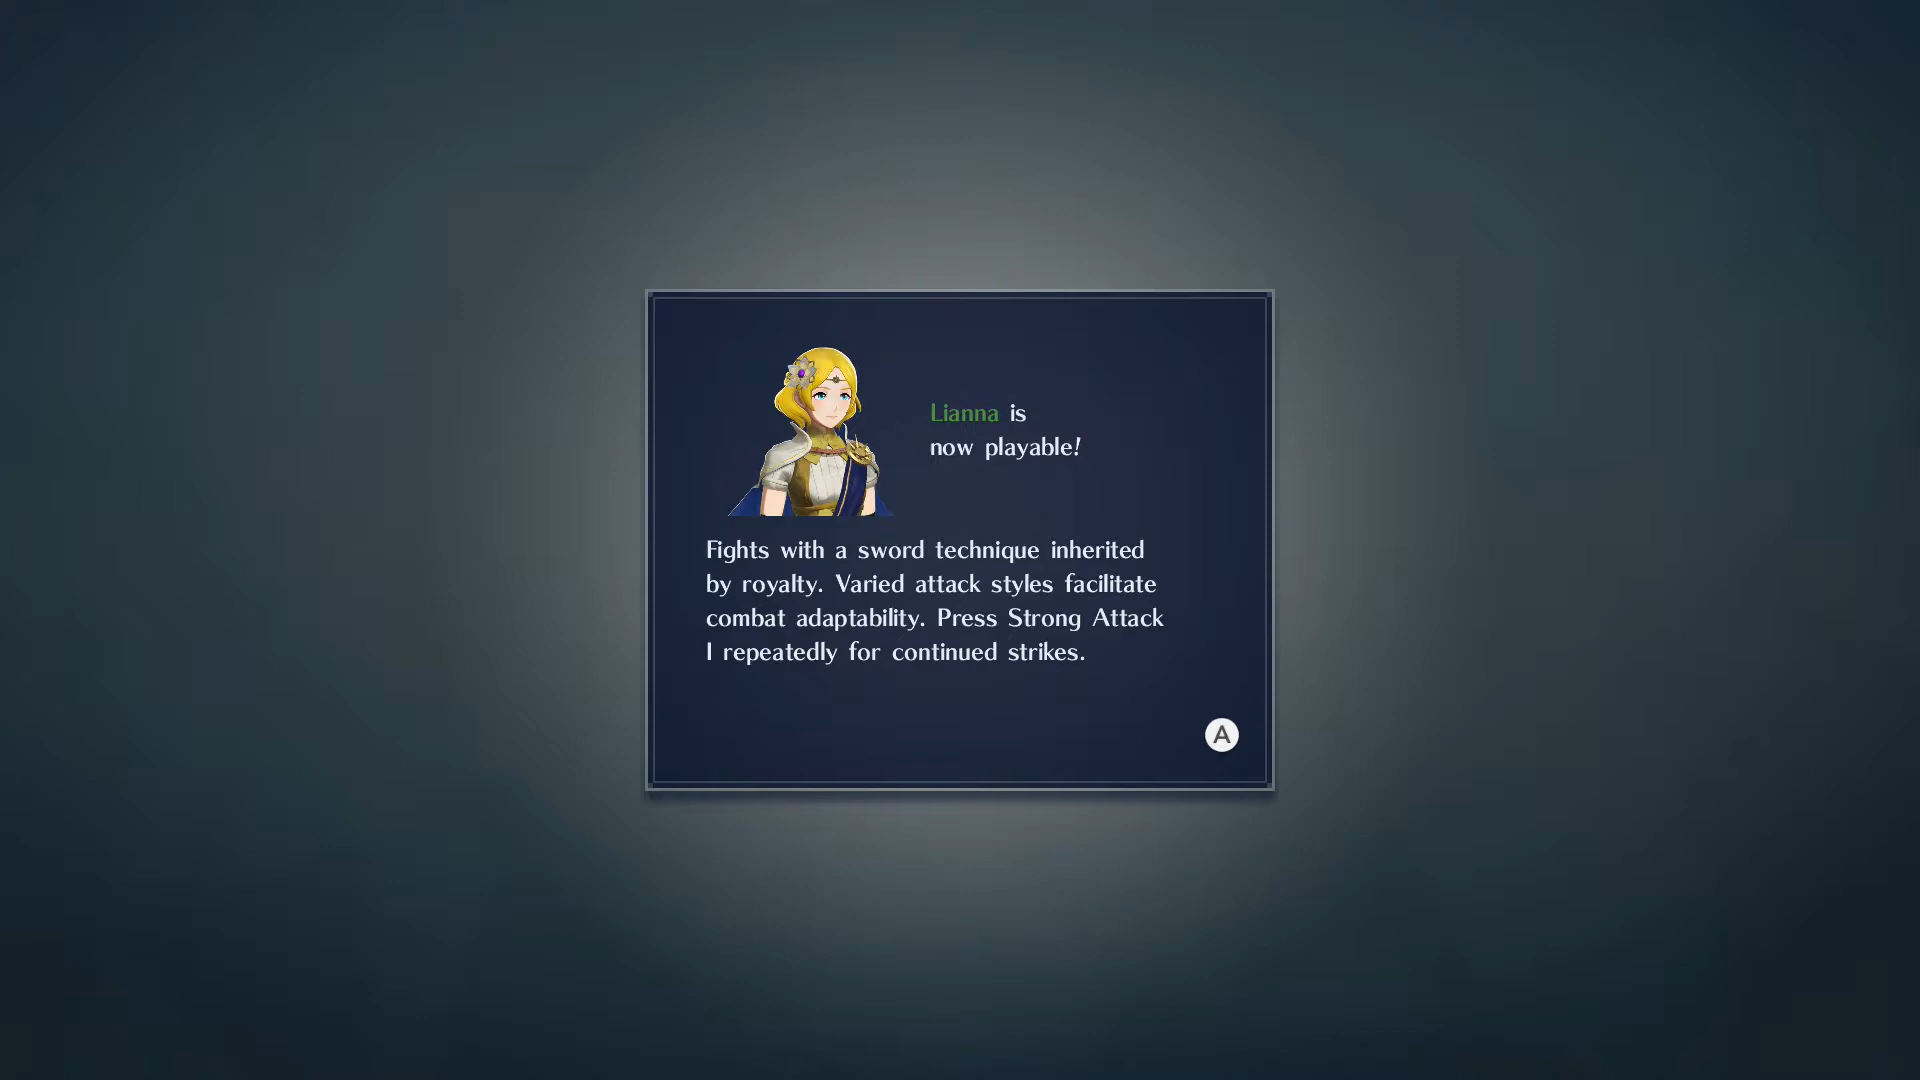 Lianna is
now playable!
Fights with a sword technique inherited
by royalty. Varied attack styles facilitate
combat adaptability. Press Strong Attack
I repeatedly for continued strikes.
A